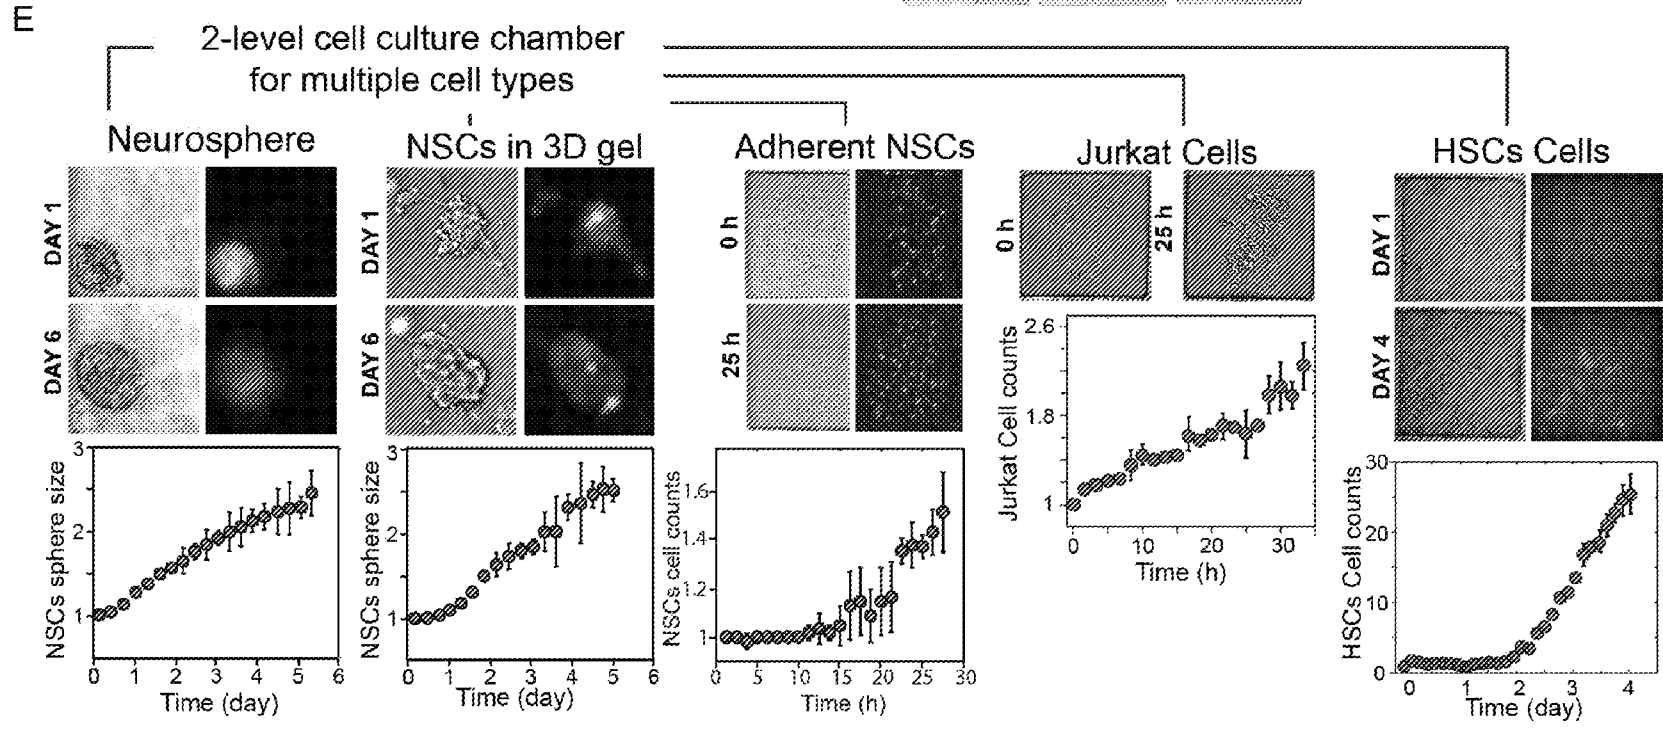 E
2-level cell culture chamber
for multiple cell types
Neurosphere
DAY 1
DAY 6
NSCs sphere size
3
2
1
0 1 2 3 4 5 6
Time (day)
NSCs in 3D gel
DAY 1
DAY 6
NSCs sphere size
3
2
1
0 1 2 3 4 5 6
Time (day)
Adherent NSCs
0 h
25 h
NSCs cell counts
1.6
1.4
1.2
1
0 5 10 15 20 25 30
Time (h)
Jurkat Cells
0 h
25 h
Jurkat Cell counts
2.6
1.8
1
0 10 20 30
Time (h)
HSCs Cells
DAY 1
DAY 4
HSCs Cell counts
30
20
10
0
0 1 2 3 4
Time (day)